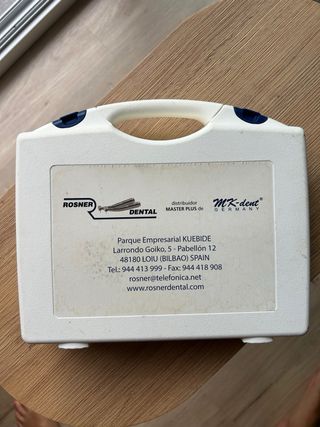 ROSNER
DENTAL
distribuidor
MASTER PLUS de
MK-dent®
GERMANY
Parque Empresarial KUEBIDE
Larrondo Goiko, 5 - Pabellón 12
48180 LOIU (BILBAO) SPAIN
Tel.: 944 413 999 - Fax: 944 418 908
rosner@telefonica.net
www.rosnerdental.com